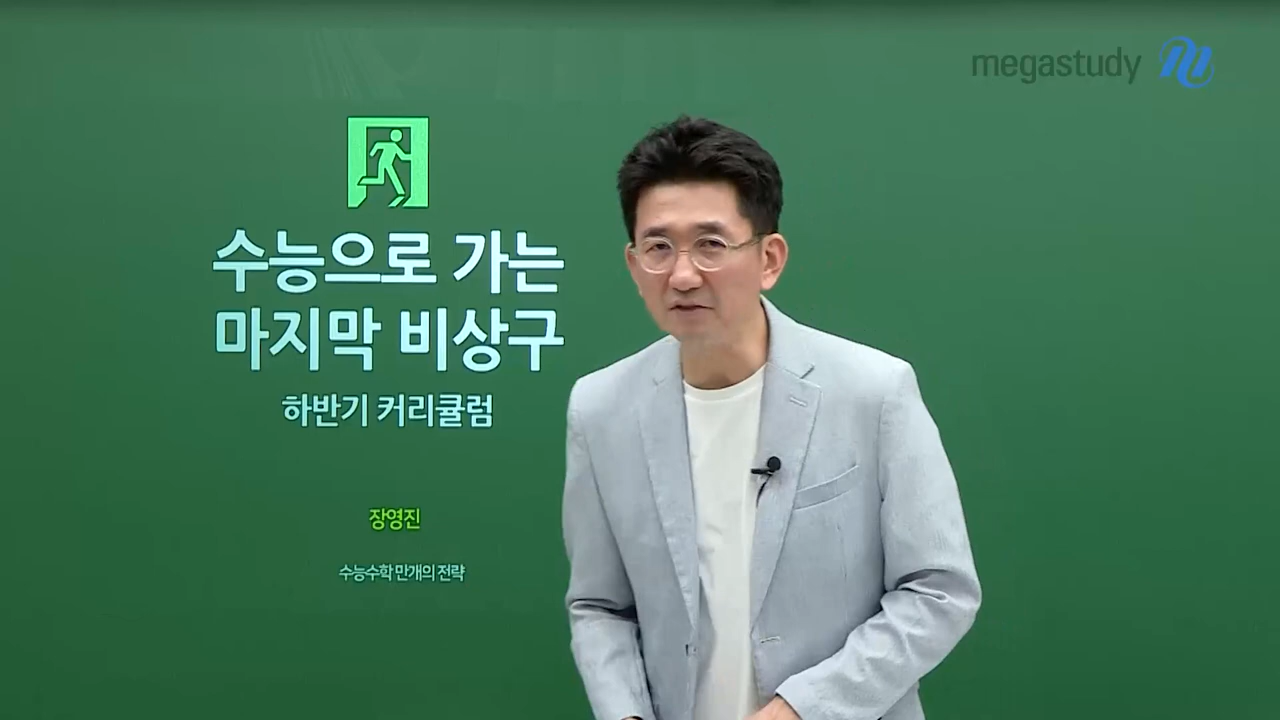 megastudy
수능으로 가는
마지막 비상구
하반기 커리큘럼
장영진
수능수학 만개의 전략